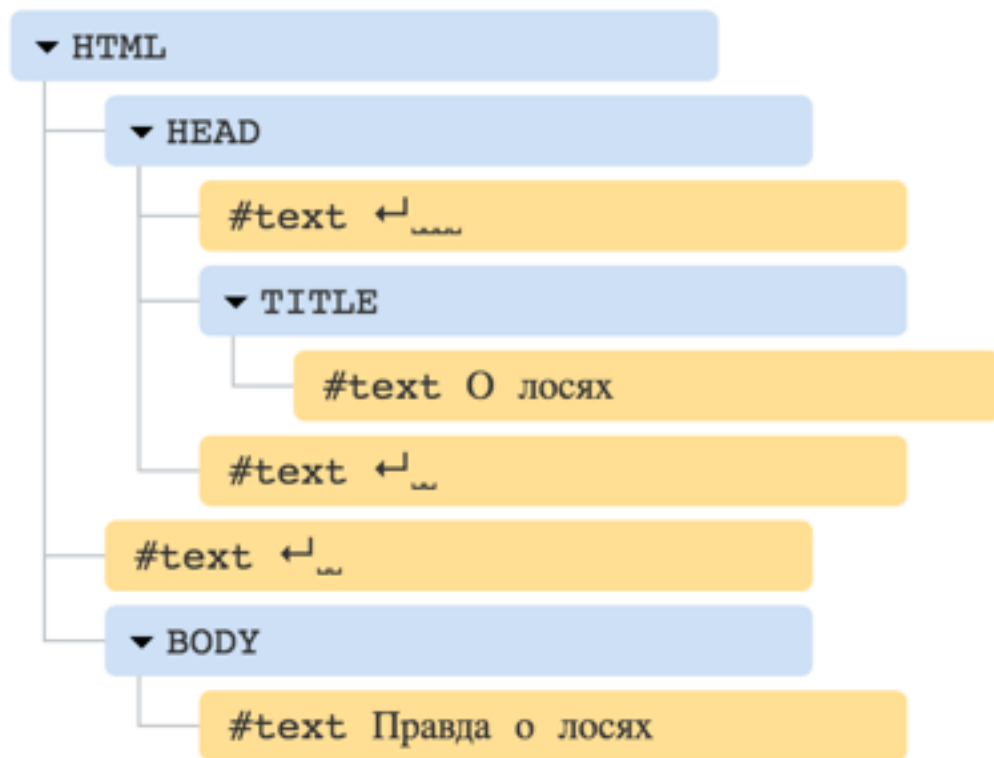 ▼ HTML
▼ HEAD
#text ↵␣␣␣␣
▼ TITLE
#text О лосях
#text ↵␣␣
#text ↵␣␣
▼ BODY
#text Правда о лосях